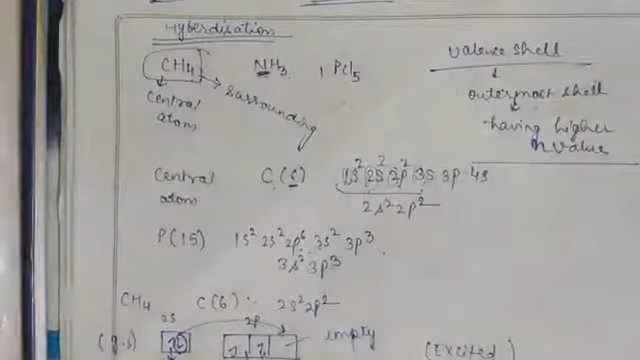 Hyberdisation
CH4 NH3, PCl5
central atom
Sarrounding
valence shell
outermost shell
having higher n value
Central atom C(6) 1s² 2s² 2p² 3s 3p 4s
2s² 2p²
P(15) 1s² 2s² 2p⁶ 3s² 3p³
3s² 3p³
CH4 C(6): 2s² 2p²
2s 2p
(g.s) empty
(Excited)